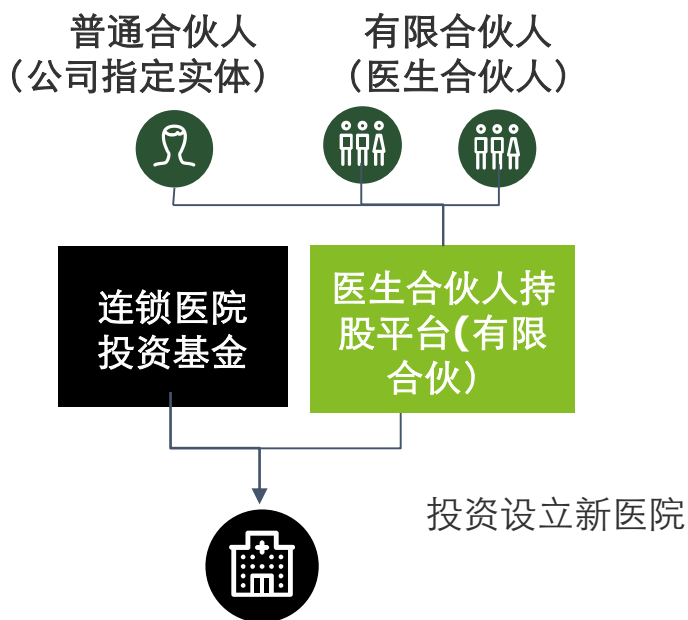 普通合伙人
（公司指定实体）
有限合伙人
（医生合伙人）
连锁医院
投资基金
医生合伙人持
股平台(有限
合伙）
投资设立新医院